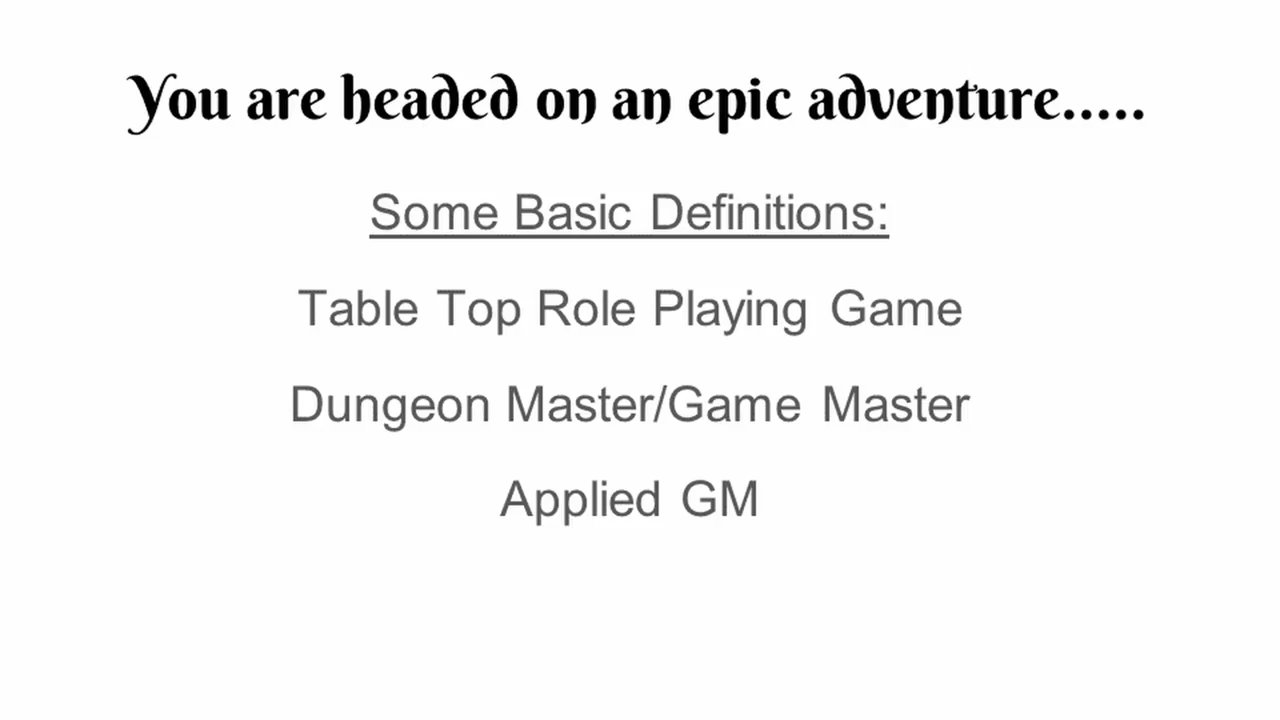 You are headed on an epic adventure.....
Some Basic Definitions:
Table Top Role Playing Game
Dungeon Master/Game Master
Applied GM